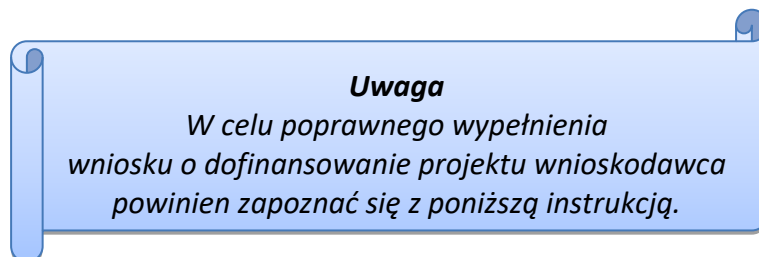 Uwaga
W celu poprawnego wypełnienia
wniosku o dofinansowanie projektu wnioskodawca
powinien zapoznać się z poniższą instrukcją.